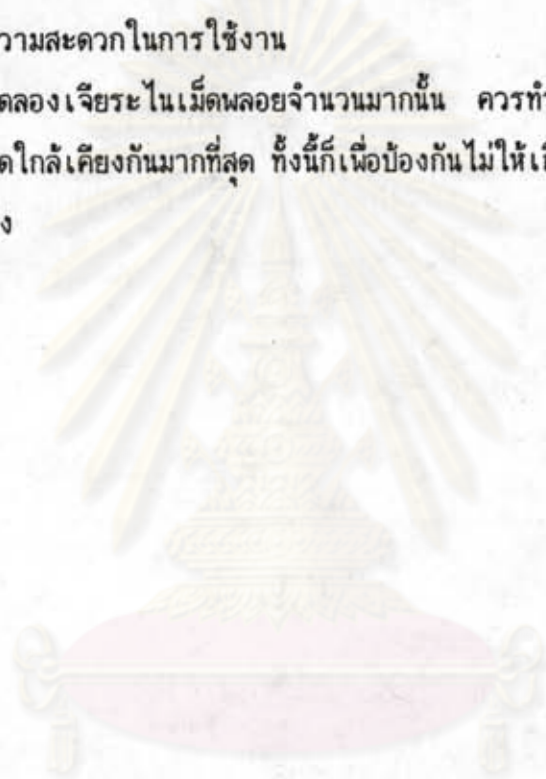 วามสะดวกในการใช้งาน
ดลองเจียระไนเม็ดพลอยจำนวนมากนั้น ควรทำ
ดใกล้เคียงกันมากที่สุด ทั้งนี้ก็เพื่อป้องกันไม่ให้เกิ
ง